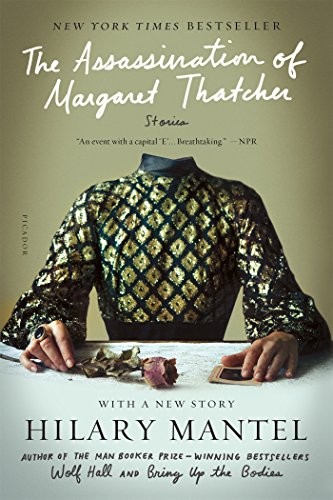 NEW YORK TIMES BESTSELLER
The Assassination of
Margaret Thatcher
Stories
"An event with a capital 'E'... Breathtaking." —NPR
PICADOR
WITH A NEW STORY
HILARY MANTEL
AUTHOR OF THE MAN BOOKER PRIZE–WINNING BESTSELLERS
Wolf Hall and Bring Up the Bodies